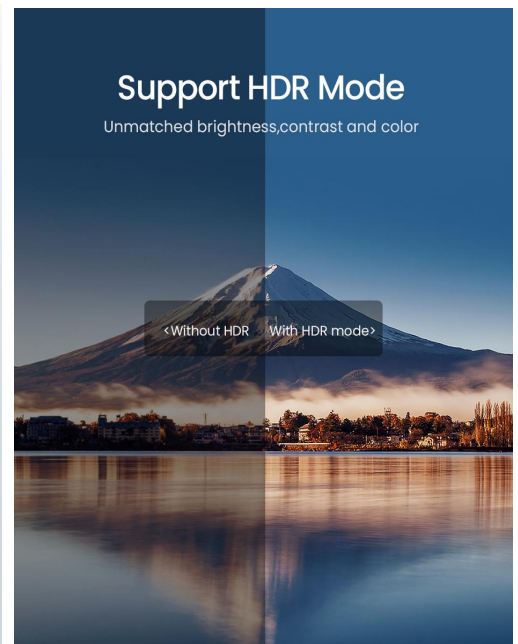 Support HDR Mode
Unmatched brightness,contrast and color
<Without HDR With HDR mode>